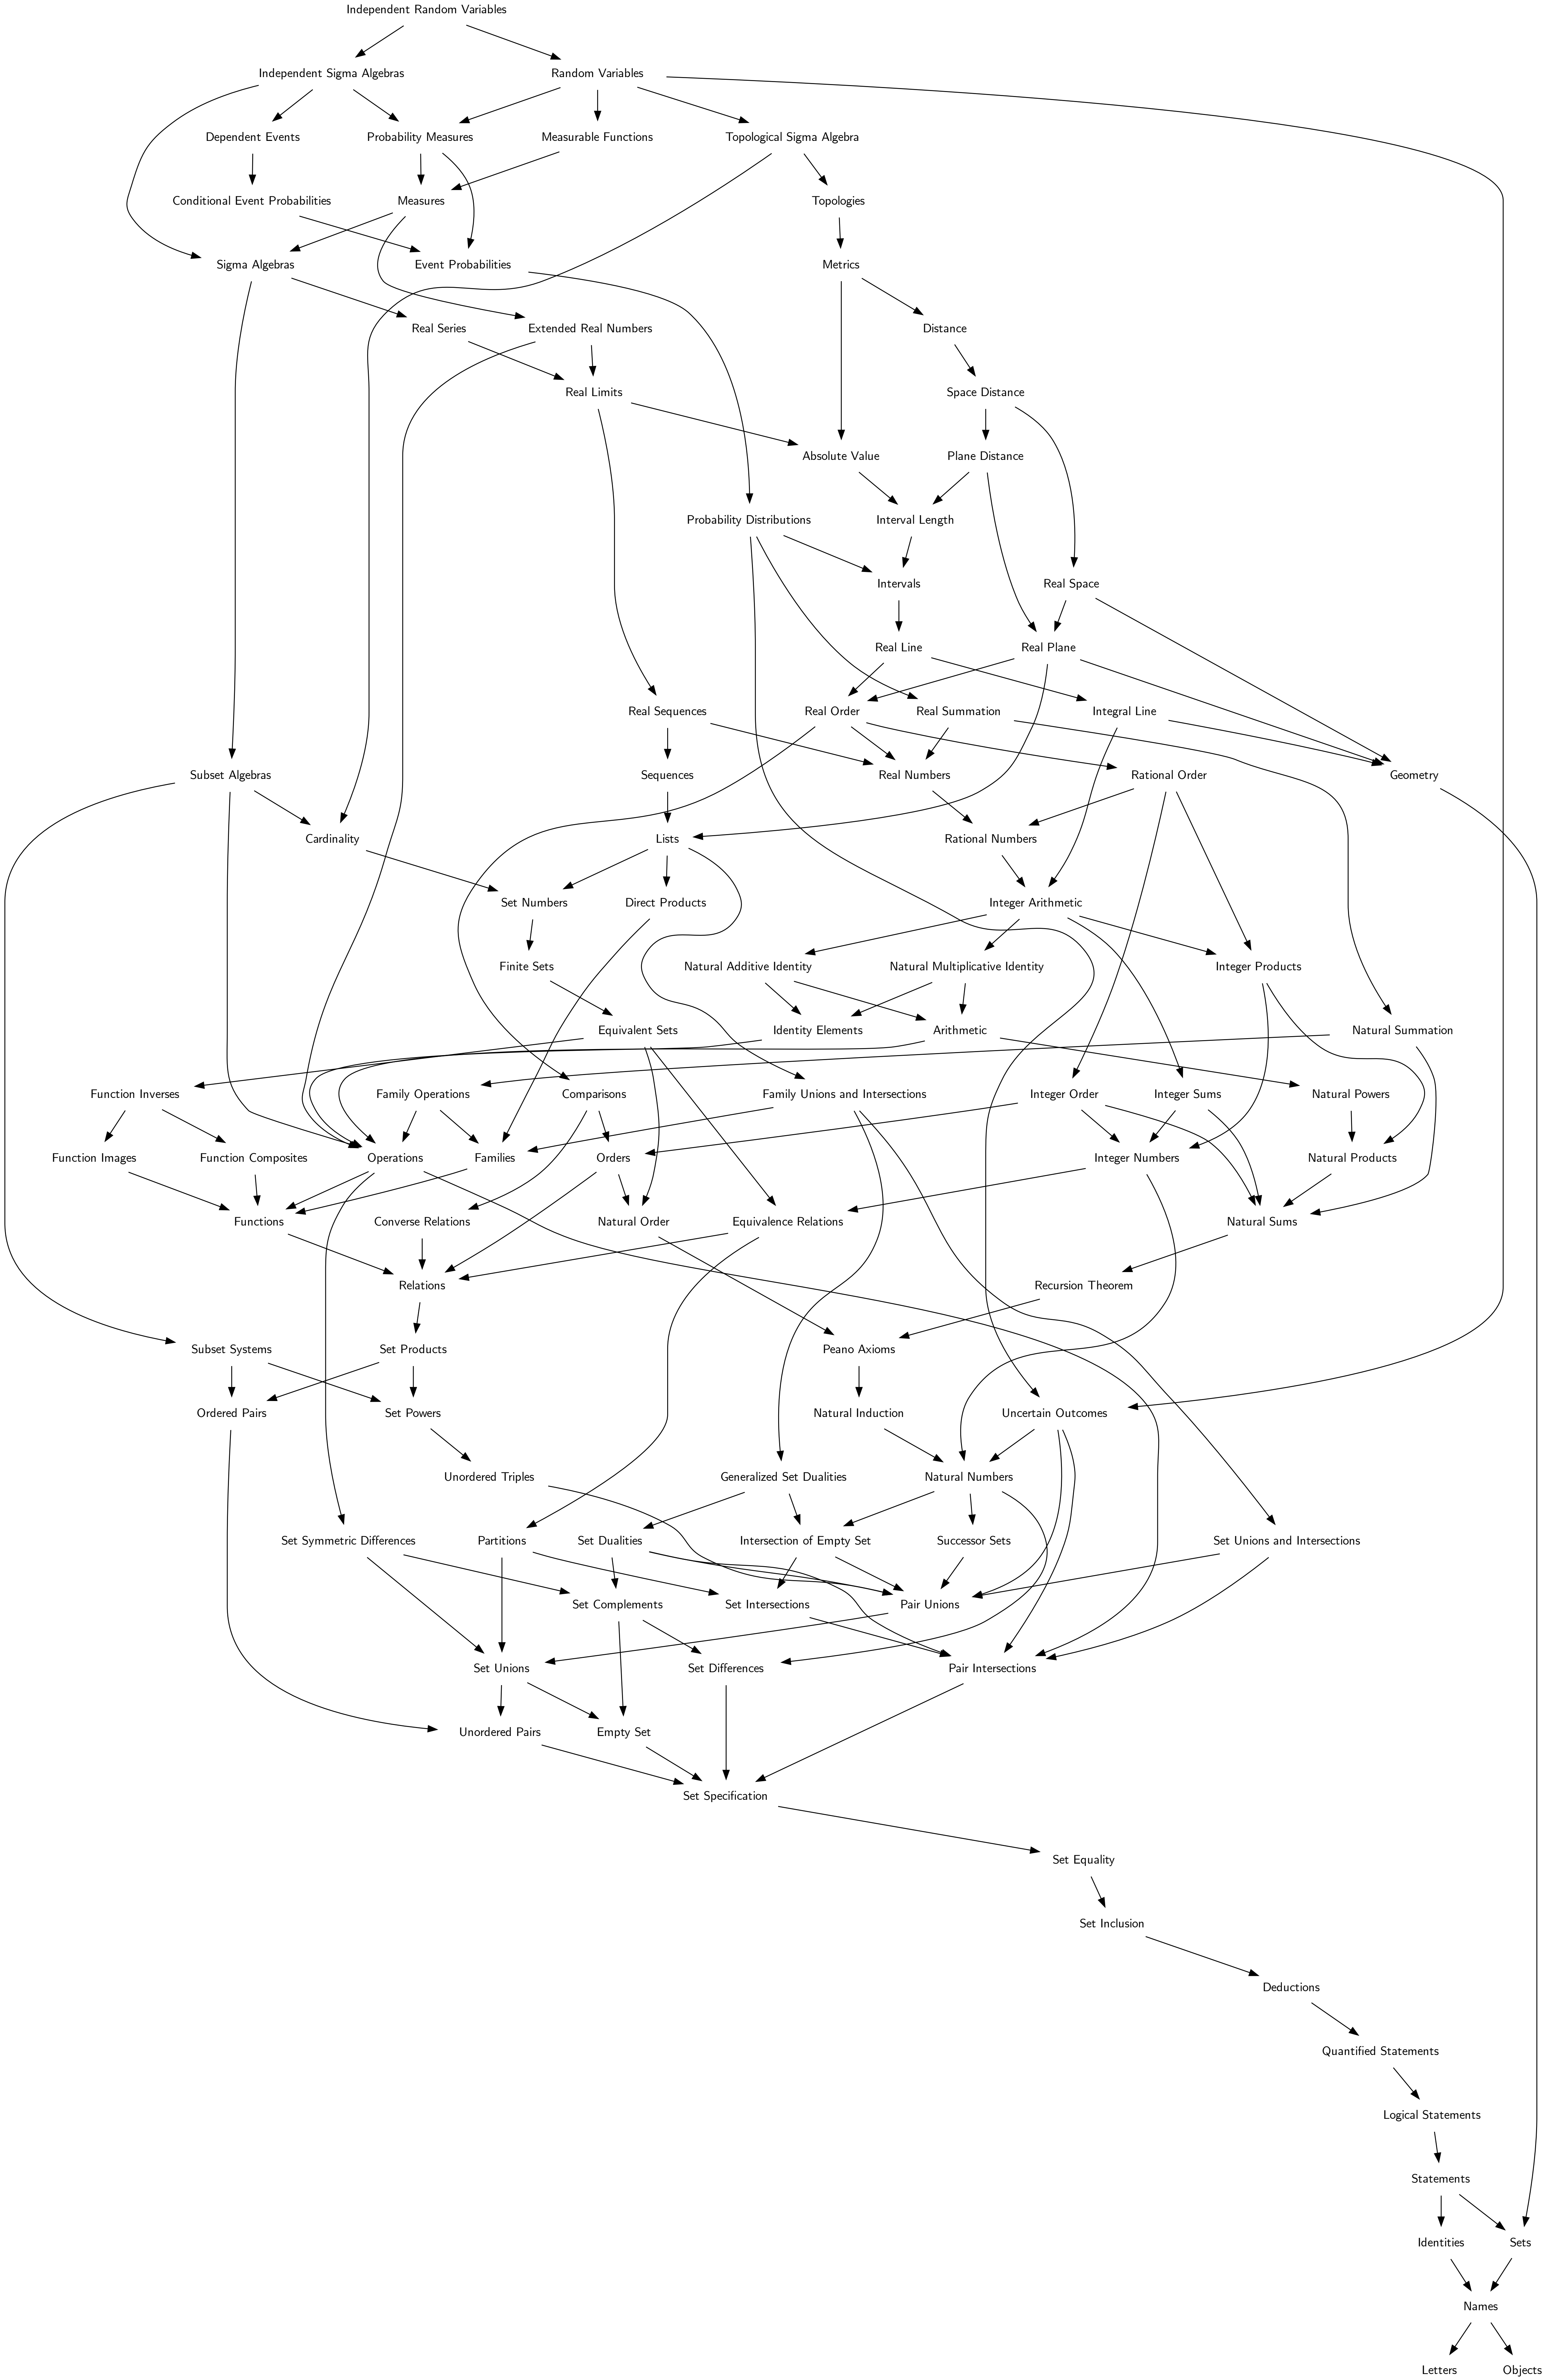 Independent Random Variables
Independent Sigma Algebras
Random Variables
Dependent Events
Probability Measures
Measurable Functions
Topological Sigma Algebra
Conditional Event Probabilities
Measures
Topologies
Sigma Algebras
Event Probabilities
Metrics
Real Series
Extended Real Numbers
Distance
Real Limits
Space Distance
Absolute Value
Plane Distance
Probability Distributions
Interval Length
Intervals
Real Space
Real Line
Real Plane
Real Sequences
Real Order
Real Summation
Integral Line
Subset Algebras
Sequences
Real Numbers
Rational Order
Geometry
Cardinality
Lists
Rational Numbers
Set Numbers
Direct Products
Integer Arithmetic
Finite Sets
Natural Additive Identity
Natural Multiplicative Identity
Integer Products
Equivalent Sets
Identity Elements
Arithmetic
Natural Summation
Function Inverses
Family Operations
Comparisons
Family Unions and Intersections
Integer Order
Integer Sums
Natural Powers
Function Images
Function Composites
Operations
Families
Orders
Integer Numbers
Natural Products
Functions
Converse Relations
Natural Order
Equivalence Relations
Natural Sums
Relations
Recursion Theorem
Subset Systems
Set Products
Peano Axioms
Ordered Pairs
Set Powers
Natural Induction
Uncertain Outcomes
Unordered Triples
Generalized Set Dualities
Natural Numbers
Set Symmetric Differences
Partitions
Set Dualities
Intersection of Empty Set
Successor Sets
Set Unions and Intersections
Set Complements
Set Intersections
Pair Unions
Set Unions
Set Differences
Pair Intersections
Unordered Pairs
Empty Set
Set Specification
Set Equality
Set Inclusion
Deductions
Quantified Statements
Logical Statements
Statements
Identities
Sets
Names
Letters
Objects